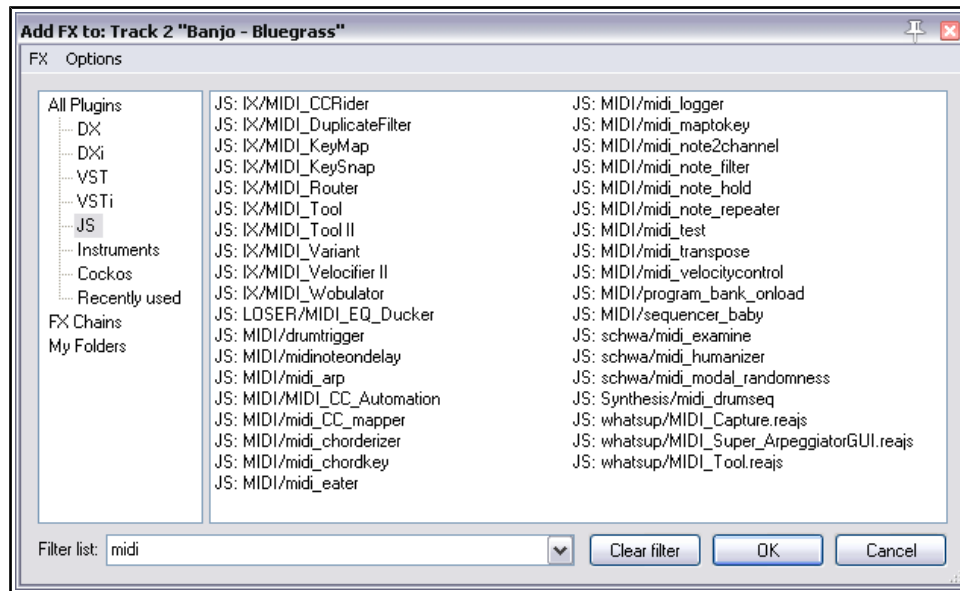 Add FX to: Track 2 "Banjo - Bluegrass"
FX Options
All Plugins
DX
DXi
VST
VSTi
JS
Instruments
Cockos
Recently used
FX Chains
My Folders
JS: IX/MIDI_CCRider
JS: IX/MIDI_DuplicateFilter
JS: IX/MIDI_KeyMap
JS: IX/MIDI_KeySnap
JS: IX/MIDI_Router
JS: IX/MIDI_Tool
JS: IX/MIDI_Tool II
JS: IX/MIDI_Variant
JS: IX/MIDI_Velocifier II
JS: IX/MIDI_Wobulator
JS: LOSER/MIDI_EQ_Ducker
JS: MIDI/drumtrigger
JS: MIDI/midinoteondelay
JS: MIDI/midi_arp
JS: MIDI/MIDI_CC_Automation
JS: MIDI/midi_CC_mapper
JS: MIDI/midi_chorderizer
JS: MIDI/midi_chordkey
JS: MIDI/midi_eater
JS: MIDI/midi_logger
JS: MIDI/midi_maptokey
JS: MIDI/midi_note2channel
JS: MIDI/midi_note_filter
JS: MIDI/midi_note_hold
JS: MIDI/midi_note_repeater
JS: MIDI/midi_test
JS: MIDI/midi_transpose
JS: MIDI/midi_velocitycontrol
JS: MIDI/program_bank_onload
JS: MIDI/sequencer_baby
JS: schwa/midi_examine
JS: schwa/midi_humanizer
JS: schwa/midi_modal_randomness
JS: Synthesis/midi_drumseq
JS: whatsup/MIDI_Capture.reajs
JS: whatsup/MIDI_Super_ArpeggiatorGUI.reajs
JS: whatsup/MIDI_Tool.reajs
Filter list: midi Clear filter OK Cancel